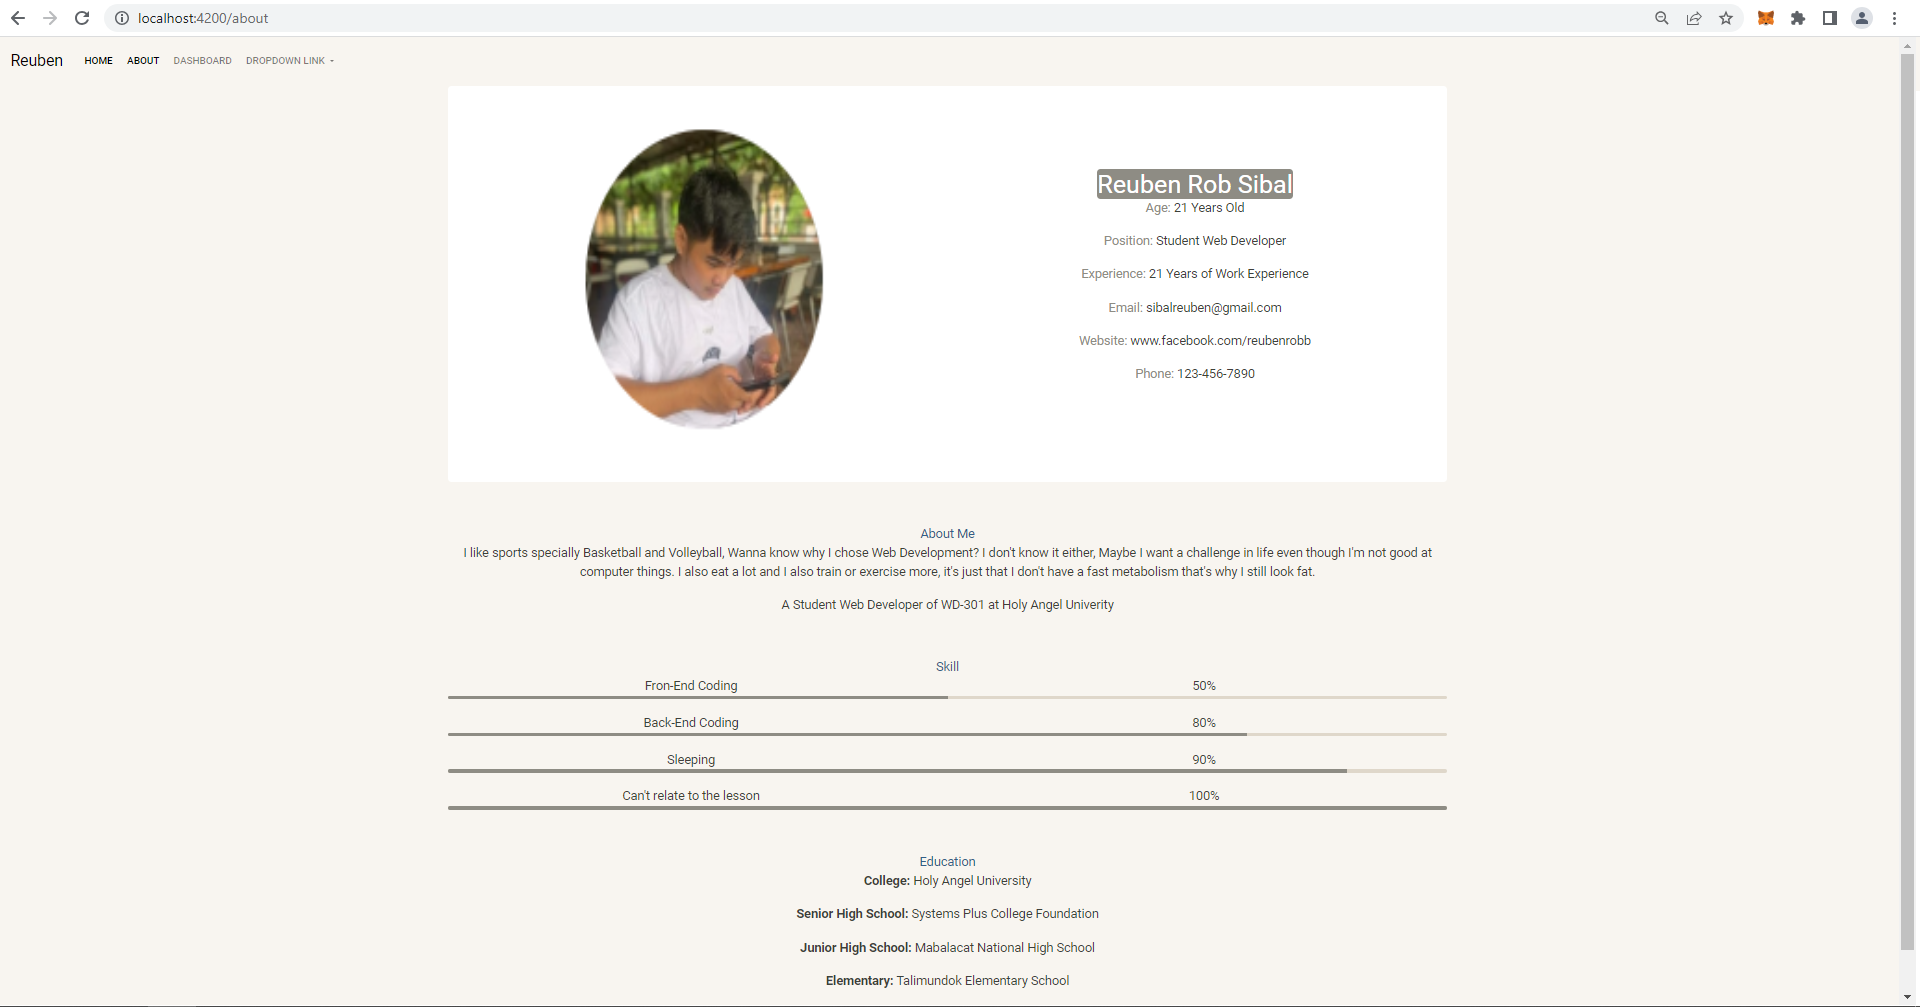 localhost:4200/about
Reuben HOME ABOUT DASHBOARD DROPDOWN LINK
Reuben Rob Sibal
Age: 21 Years Old
Position: Student Web Developer
Experience: 21 Years of Work Experience
Email: sibalreuben@gmail.com
Website: www.facebook.com/reubenrobb
Phone: 123-456-7890
About Me
I like sports specially Basketball and Volleyball, Wanna know why I chose Web Development? I don't know it either, Maybe I want a challenge in life even though I'm not good at
computer things. I also eat a lot and I also train or exercise more, it's just that I don't have a fast metabolism that's why I still look fat.
A Student Web Developer of WD-301 at Holy Angel Univerity
Skill
Fron-End Coding 50%
Back-End Coding 80%
Sleeping 90%
Can't relate to the lesson 100%
Education
College: Holy Angel University
Senior High School: Systems Plus College Foundation
Junior High School: Mabalacat National High School
Elementary: Talimundok Elementary School